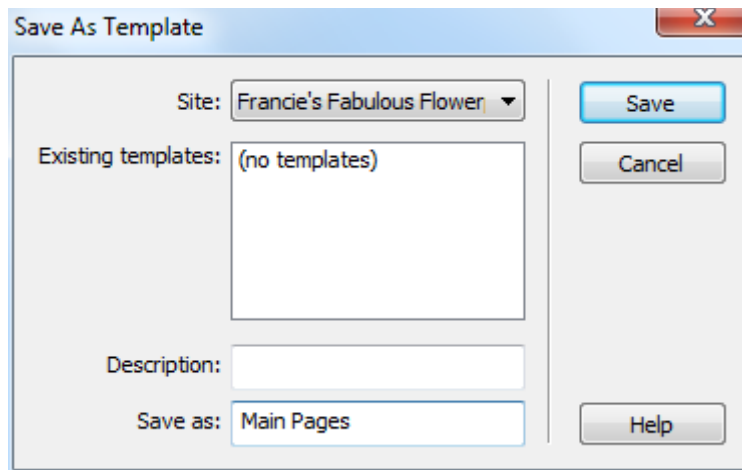 Save As Template
X
Site: Francie's Fabulous Flower
Save
Existing templates: (no templates)
Cancel
Description:
Save as: Main Pages
Help